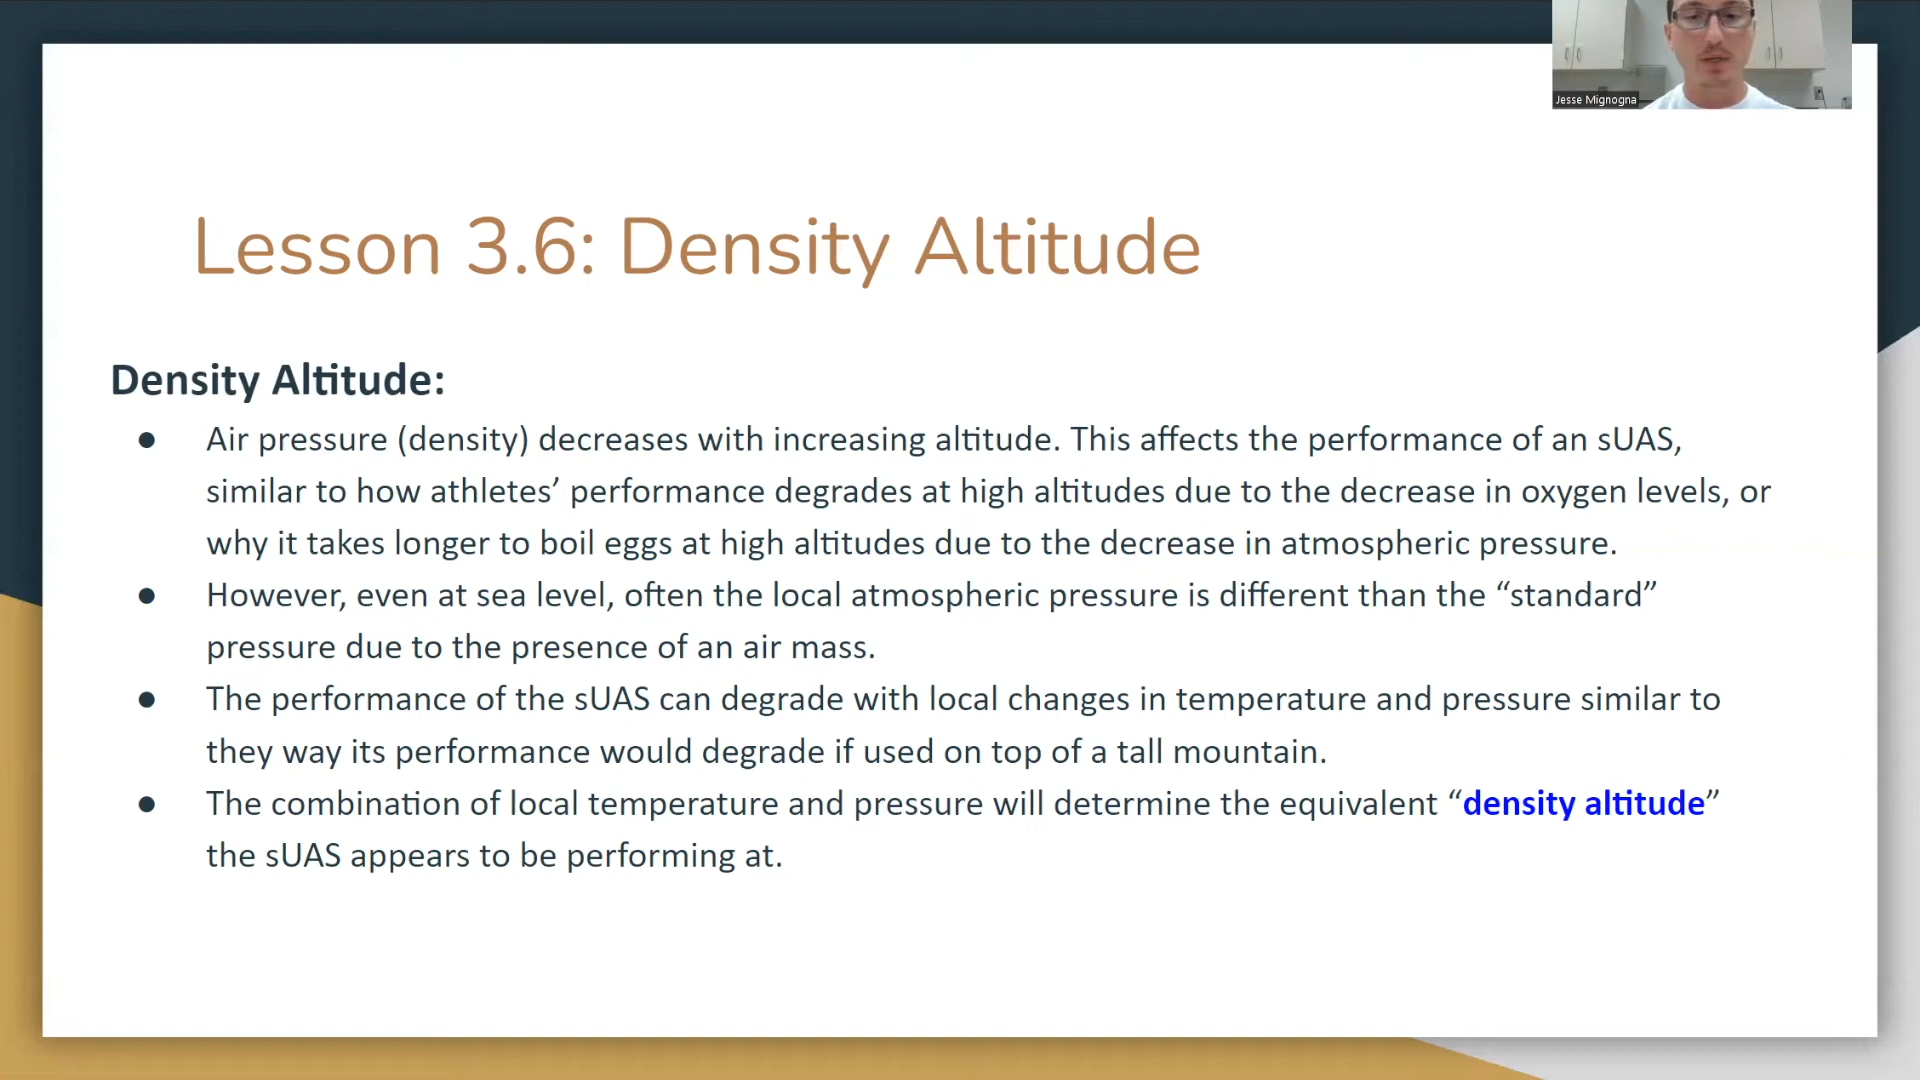 Jesse Mignogna
Lesson 3.6: Density Altitude
Density Altitude:
● Air pressure (density) decreases with increasing altitude. This affects the performance of an sUAS,
similar to how athletes’ performance degrades at high altitudes due to the decrease in oxygen levels, or
why it takes longer to boil eggs at high altitudes due to the decrease in atmospheric pressure.
● However, even at sea level, often the local atmospheric pressure is different than the “standard”
pressure due to the presence of an air mass.
● The performance of the sUAS can degrade with local changes in temperature and pressure similar to
they way its performance would degrade if used on top of a tall mountain.
● The combination of local temperature and pressure will determine the equivalent “density altitude”
the sUAS appears to be performing at.